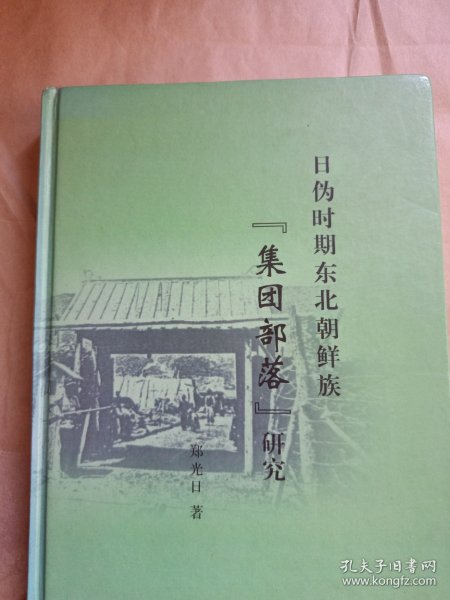 日伪时期东北朝鲜族
『集团部落』研究
郑光日 著
孔夫子旧书网
www.kongfz.com